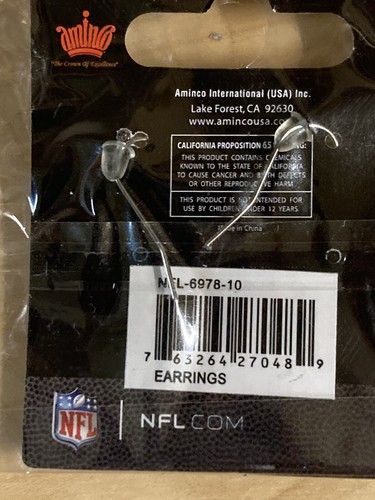 aminco
"The Crown Of Excellence"
Aminco International (USA) Inc.
Lake Forest, CA 92630
www.amincousa.co
CALIFORNIA PROPOSITION 65
THIS PRODUCT CONTAINS CHEMICALS
KNOWN TO THE STATE OF CALIFORNIA
TO CAUSE CANCER AND BIRTH DEFECTS
OR OTHER REPRODUCTIVE HARM
THIS PRODUCT IS NOT INTENDED FOR
USE BY CHILDREN UNDER 12 YEARS
Made in China
NFL-6978-10
7 63264 27048 9
EARRINGS
NFL
NFL.COM